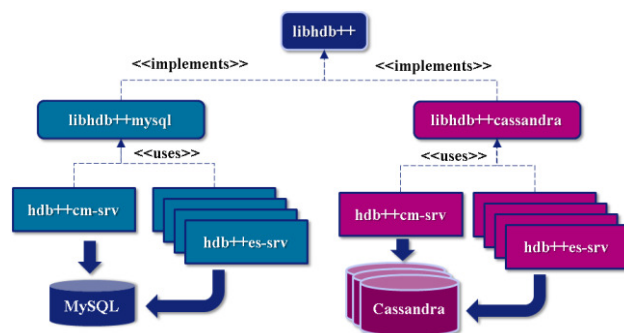 libhdb++
<<implements>>
<<implements>>
libhdb++mysql
libhdb++cassandra
<<uses>>
<<uses>>
hdb++cm-srv
hdb++es-srv
hdb++cm-srv
hdb++es-srv
MySQL
Cassandra